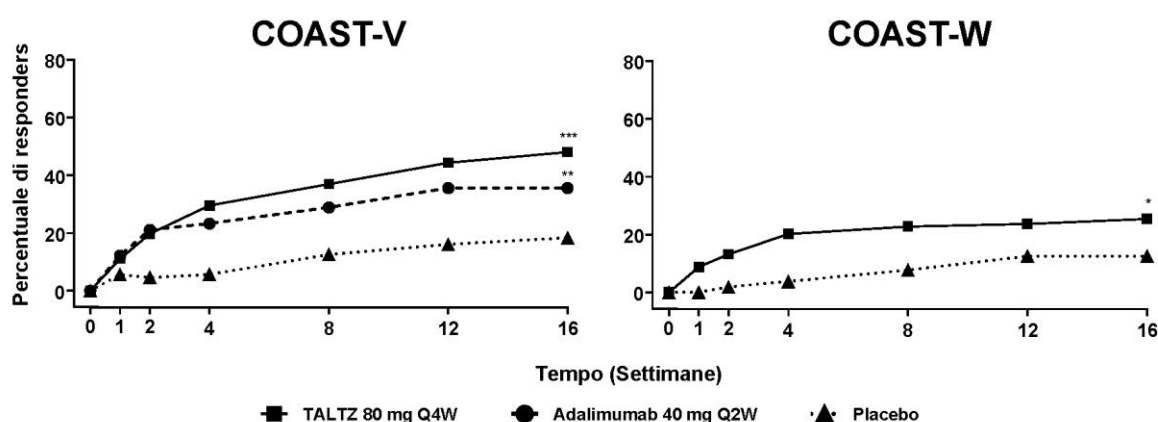 COAST-V
COAST-W
Percentuale di responders
80
60
40
20
0
***
**
0 1 2 4 8 12 16
80
60
40
20
0
*
0 1 2 4 8 12 16
Tempo (Settimane)
TALTZ 80 mg Q4W Adalimumab 40 mg Q2W Placebo